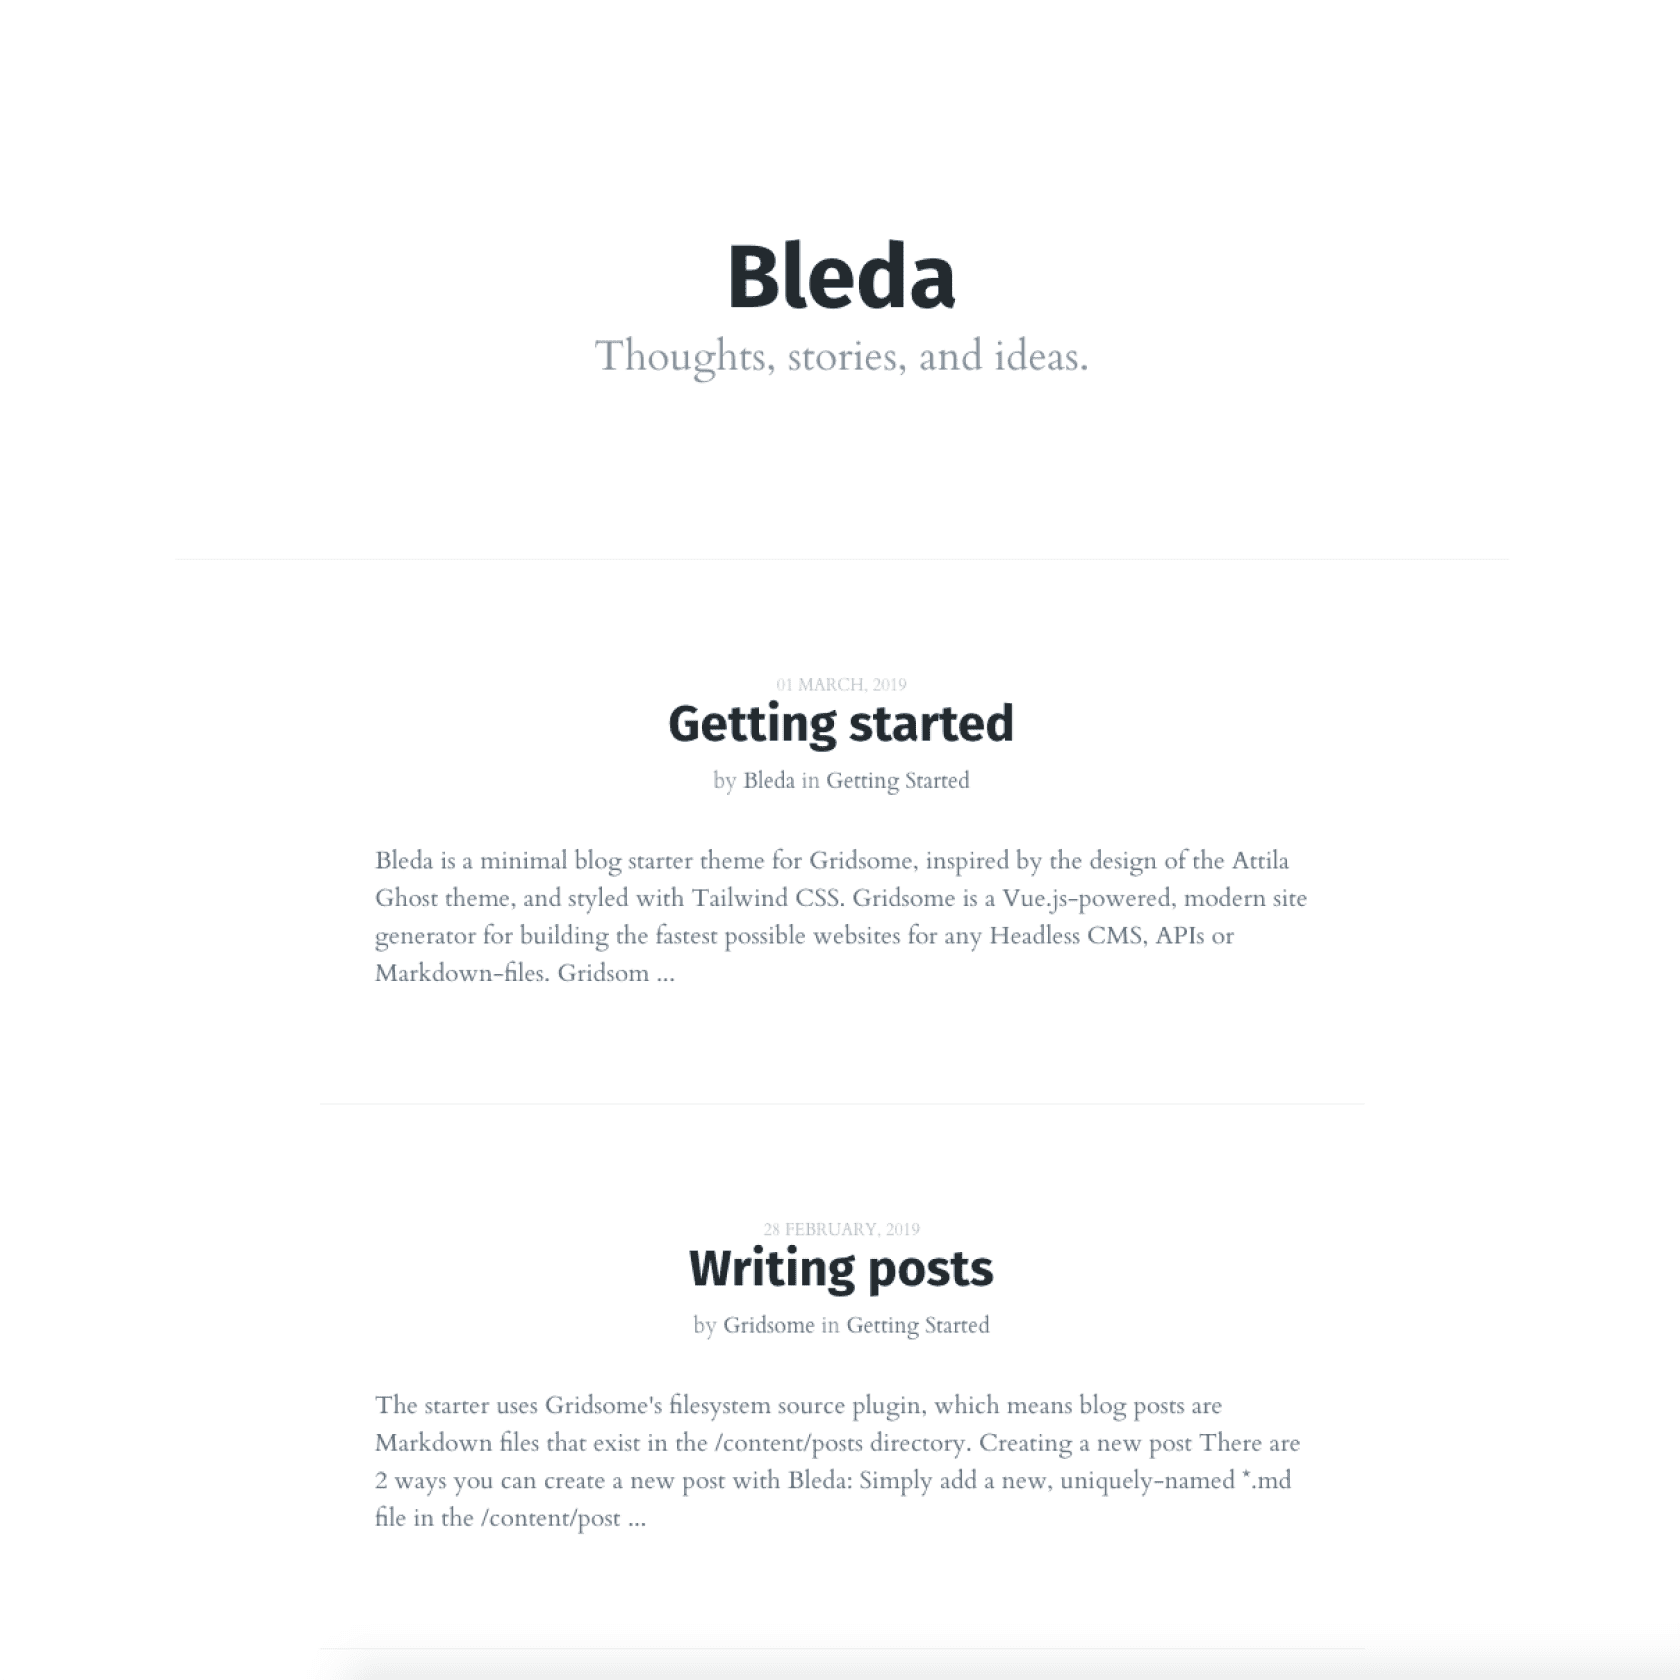 Bleda
Thoughts, stories, and ideas.
01 MARCH, 2019
Getting started
by Bleda in Getting Started
Bleda is a minimal blog starter theme for Gridsome, inspired by the design of the Attila
Ghost theme, and styled with Tailwind CSS. Gridsome is a Vue.js-powered, modern site
generator for building the fastest possible websites for any Headless CMS, APIs or
Markdown-files. Gridsom ...
28 FEBRUARY, 2019
Writing posts
by Gridsome in Getting Started
The starter uses Gridsome's filesystem source plugin, which means blog posts are
Markdown files that exist in the /content/posts directory. Creating a new post There are
2 ways you can create a new post with Bleda: Simply add a new, uniquely-named *.md
file in the /content/post ...